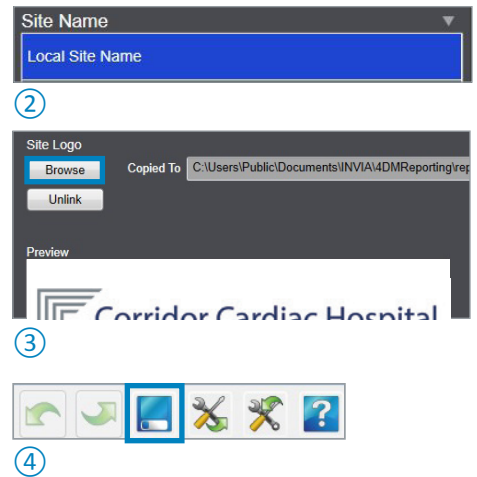 Site Name
Local Site Name
②
Site Logo
Browse Copied To C:\Users\Public\Documents\INVIA\4DMReporting\rep
Unlink
Preview
Corridor Cardiac Hospital
③
?
④